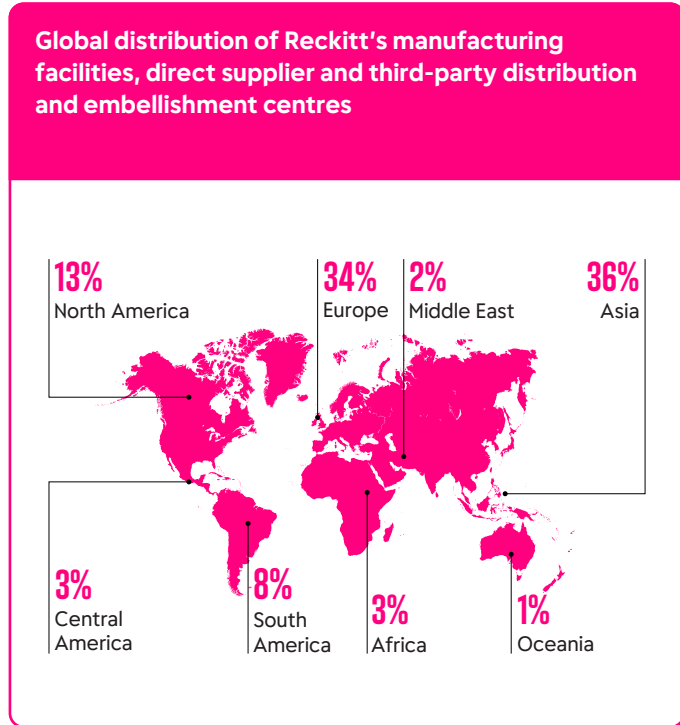 Global distribution of Reckitt’s manufacturing
facilities, direct supplier and third-party distribution
and embellishment centres
13%
North America
34%
Europe
2%
Middle East
36%
Asia
3%
Central
America
8%
South
America
3%
Africa
1%
Oceania